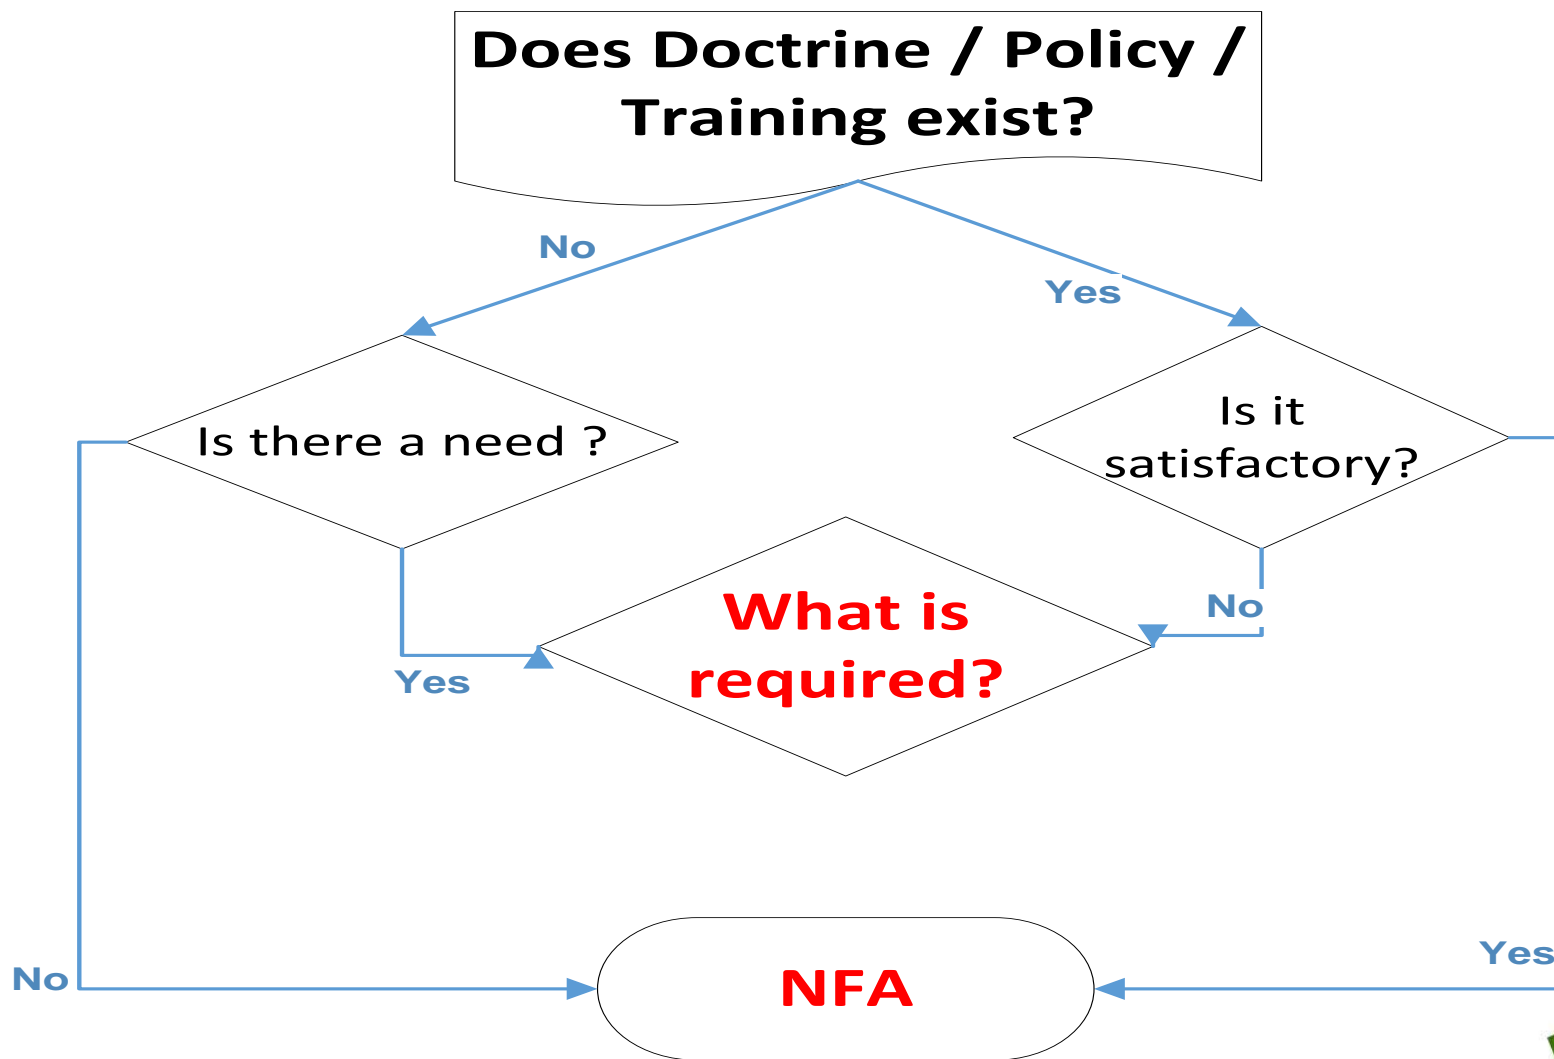 Does Doctrine / Policy /
Training exist?
No
Yes
Is there a need ?
Is it
satisfactory?
What is
required?
No
Yes
No
Yes
NFA